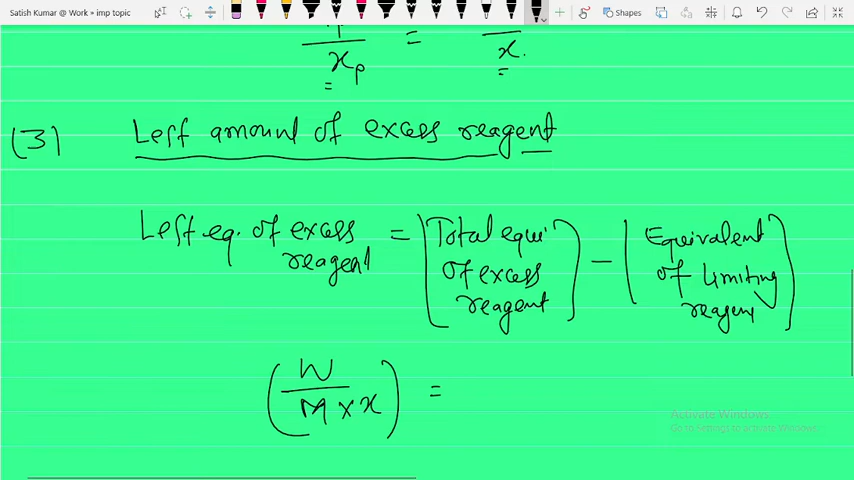 Satish Kumar @ Work » imp topic
Shapes
xp = x.
(3) Left amount of excess reagent
Left eq. of excess reagent = (Total equi. of excess reagent) - (Equivalent of limiting reagent)
(W / M × x) =
Activate Windows
Go to Settings to activate Windows.